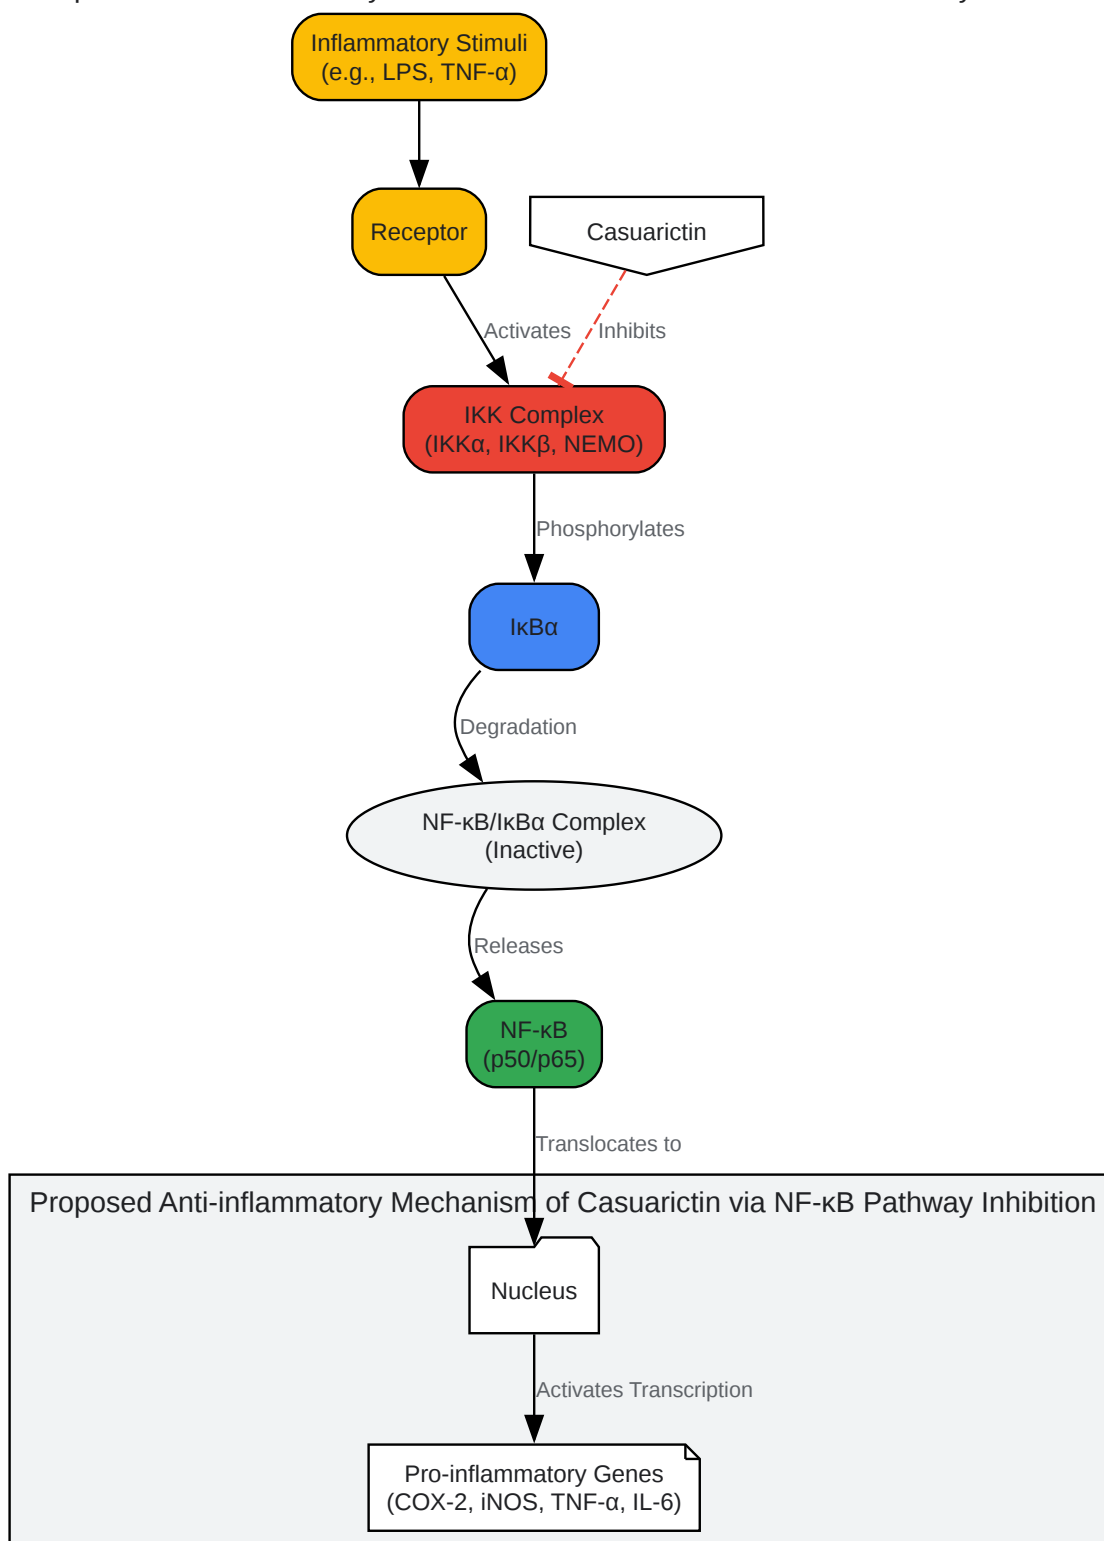 Inflammatory Stimuli
(e.g., LPS, TNF-α)
Receptor
Casuarictin
Activates
Inhibits
IKK Complex
(IKKα, IKKβ, NEMO)
Phosphorylates
IκBα
Degradation
NF-κB/IκBα Complex
(Inactive)
Releases
NF-κB
(p50/p65)
Translocates to
Proposed Anti-inflammatory Mechanism of Casuarictin via NF-κB Pathway Inhibition
Nucleus
Activates Transcription
Pro-inflammatory Genes
(COX-2, iNOS, TNF-α, IL-6)